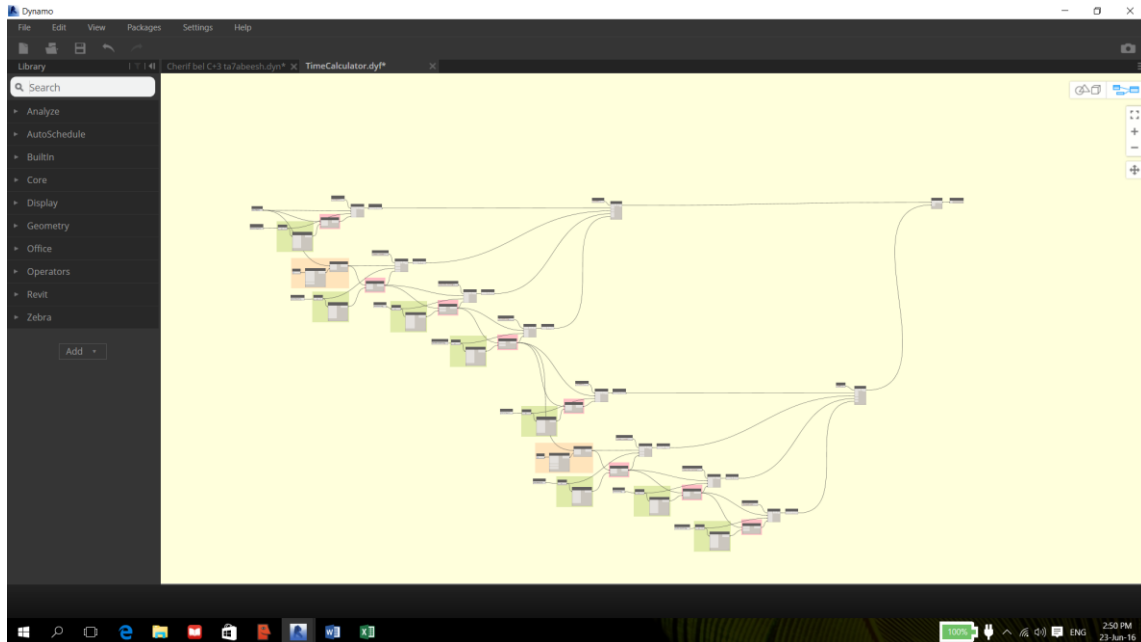 Dynamo
File Edit View Packages Settings Help
Library
Cherif bel C+3 ta7abeesh.dyn* TimeCalculator.dyf*
Search
Analyze
AutoSchedule
BuiltIn
Core
Display
Geometry
Office
Operators
Revit
Zebra
Add
100% ENG 2:50 PM
23-Jun-16